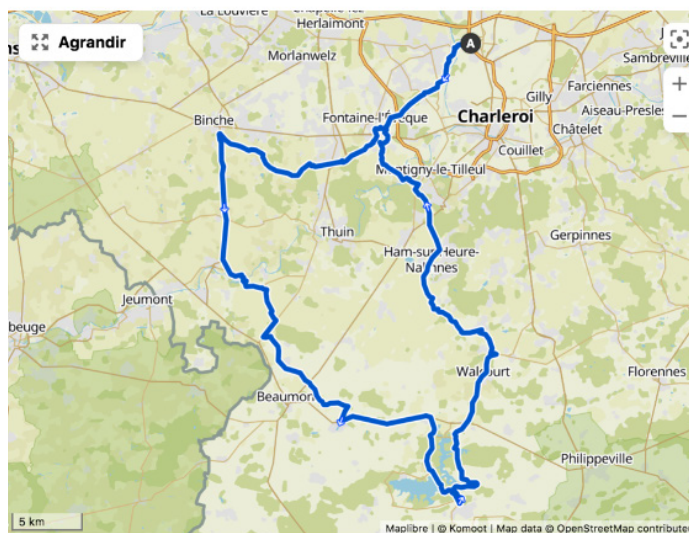 La Louvière
Herlaimont
Agrandir
A
Morlanwelz
Sambreville
Farciennes
Gilly
Aiseau-Presles
Binche
Fontaine-l'Évêque
Charleroi
Châtelet
Couillet
Montigny-le-Tilleul
Thuin
Gerpinnes
Ham-sur-Heure-
Nalinnes
Jeumont
Walcourt
Florennes
Beaumont
Philippeville
5 km
Maplibre | © Komoot | Map data © OpenStreetMap contributo